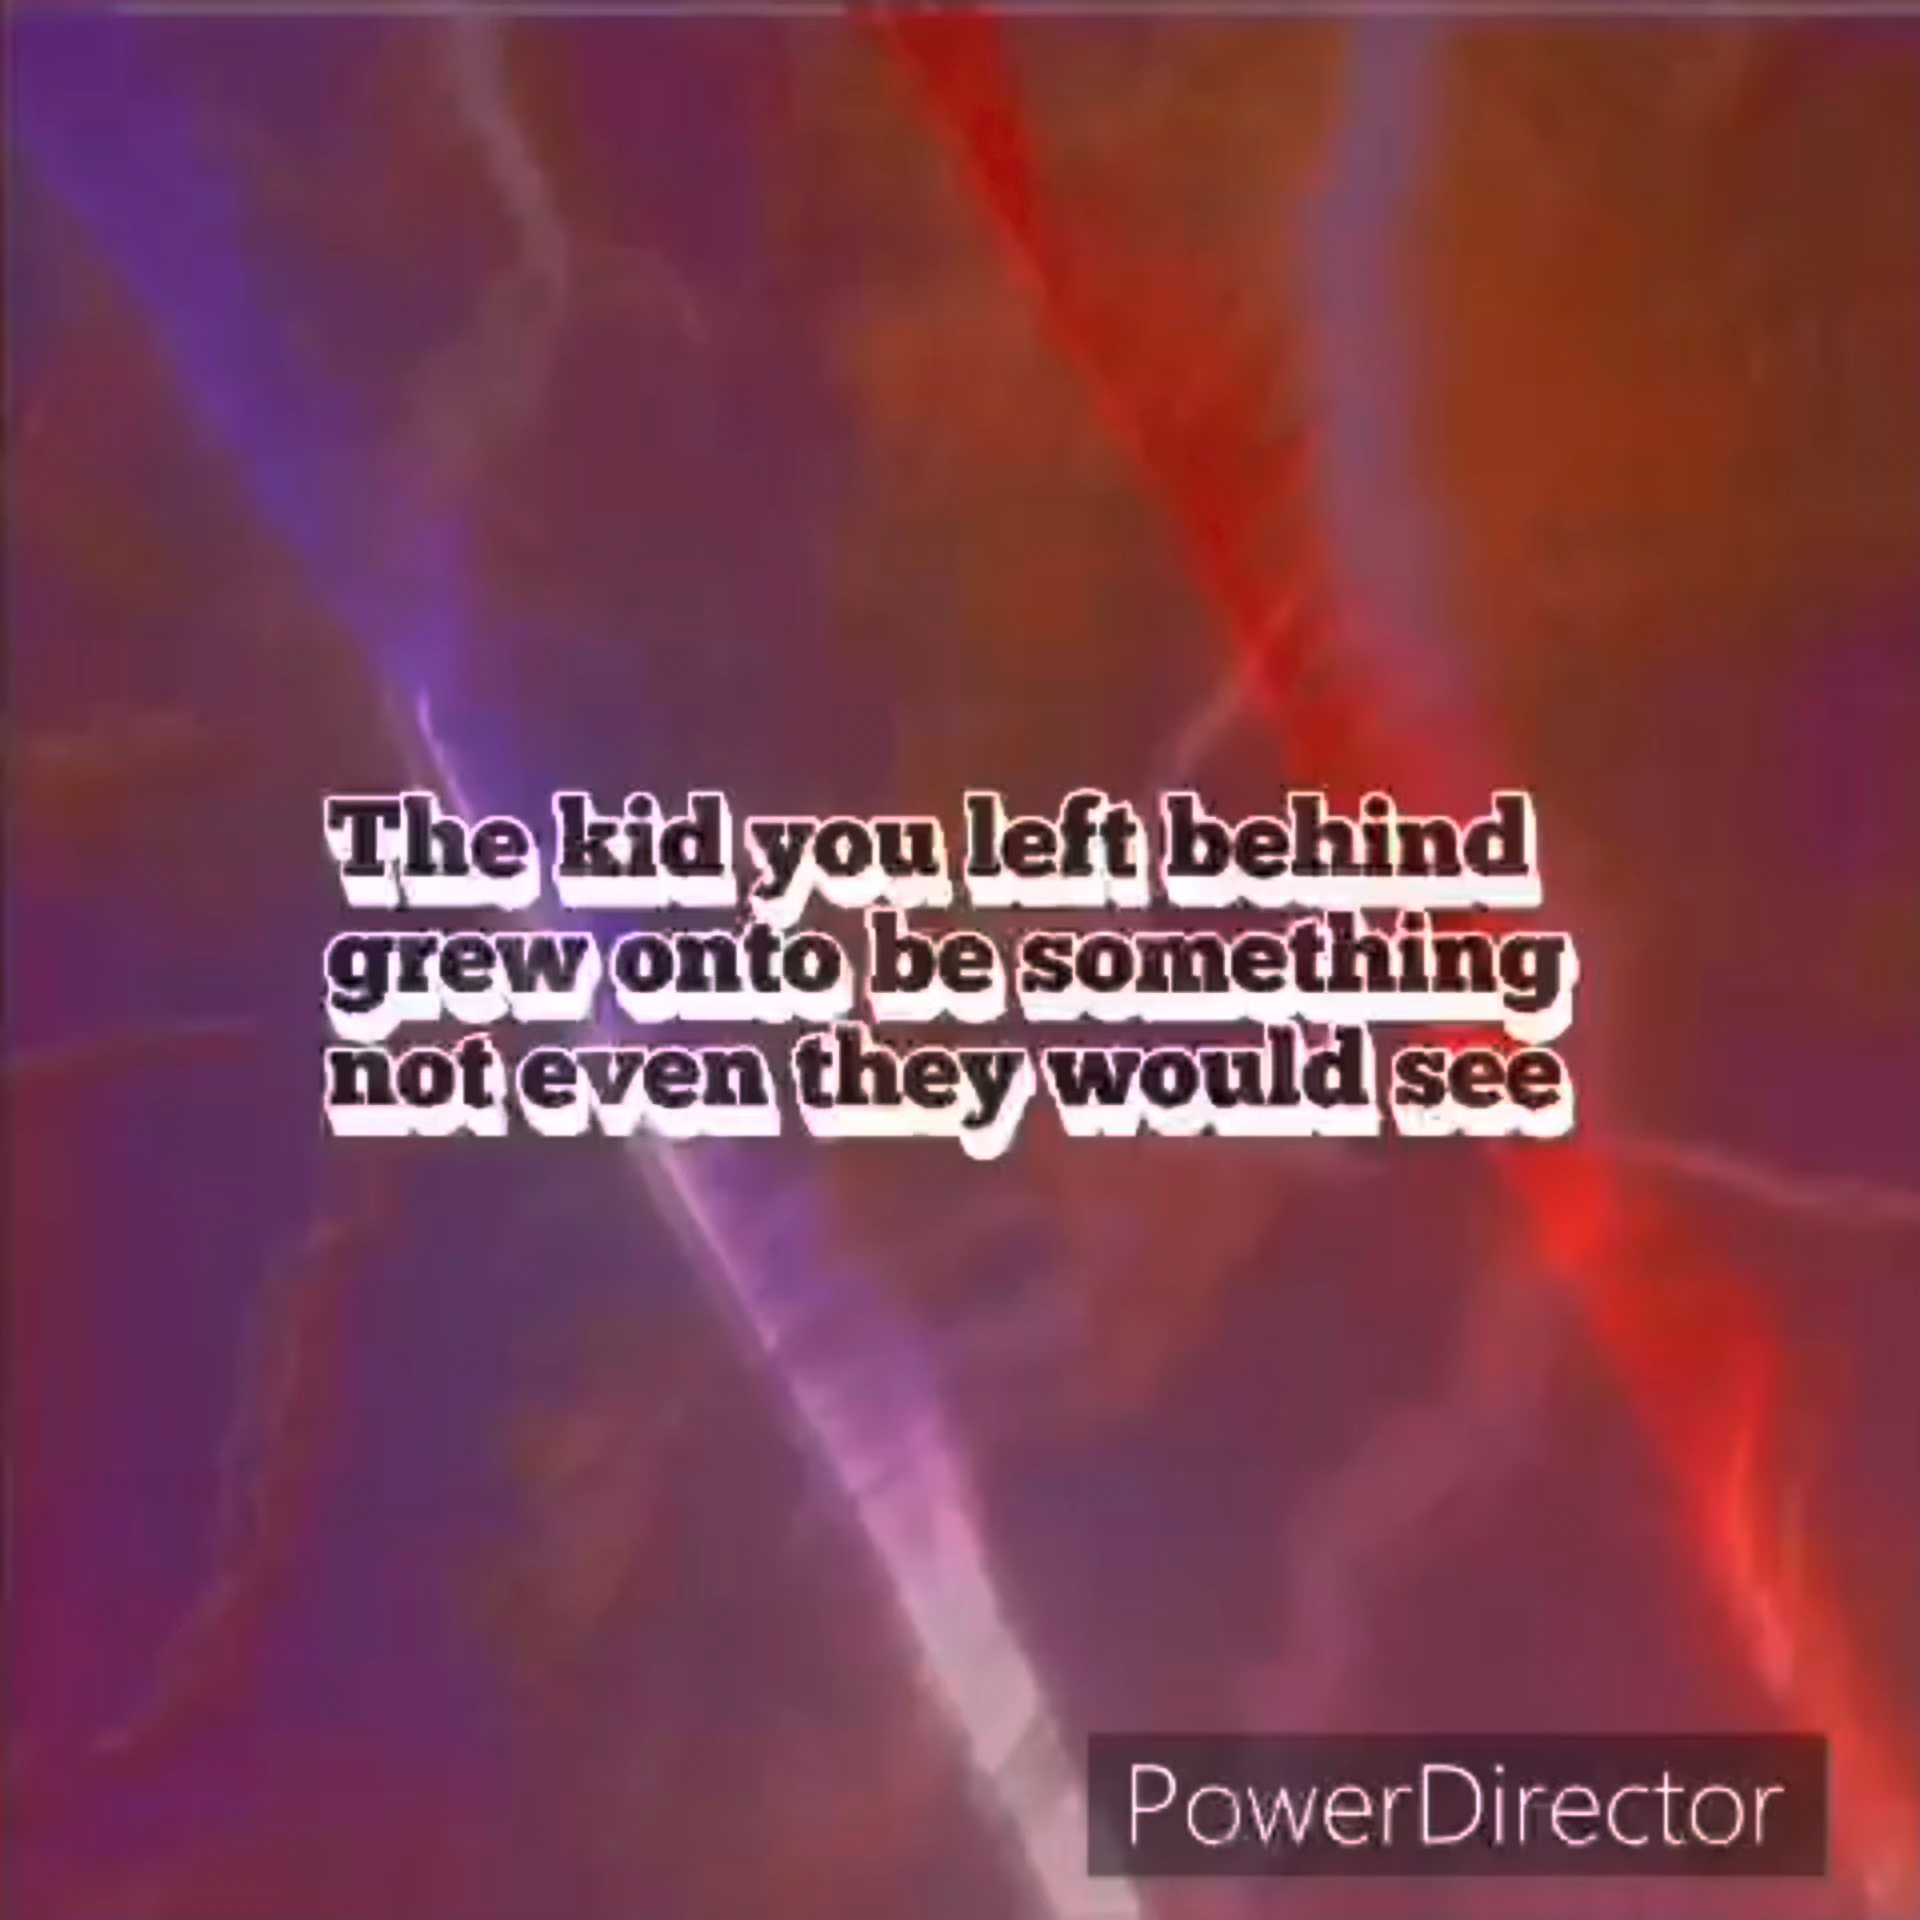 The kid you left behind
grew onto be something
not even they would see
PowerDirector